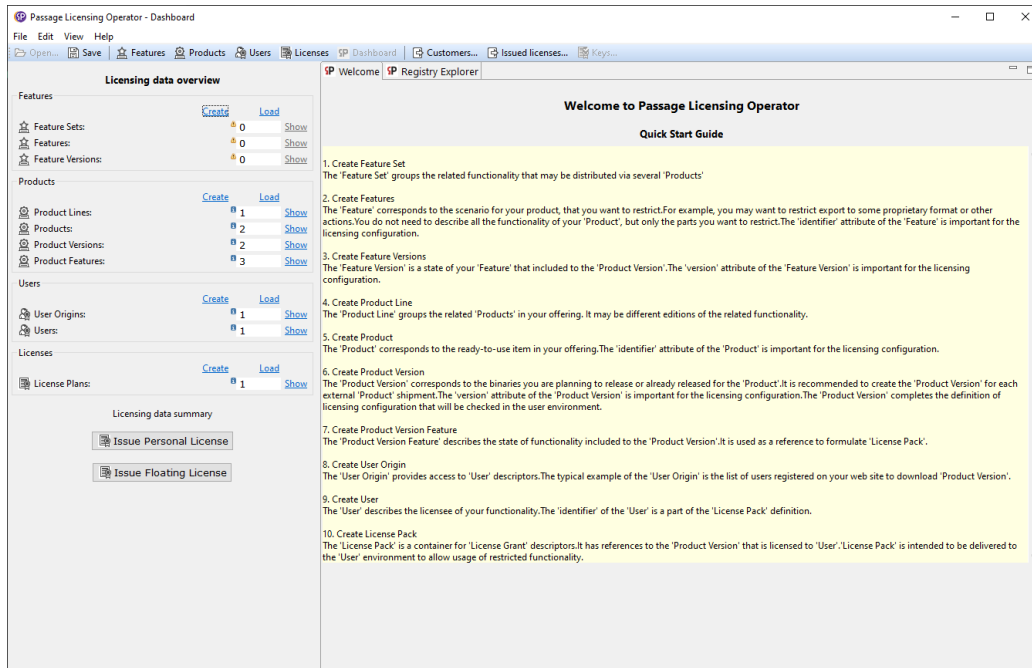 Passage Licensing Operator - Dashboard
File Edit View Help
Open... Save Features Products Users Licenses Dashboard Customers... Issued licenses... Keys...
Licensing data overview
Features
Create Load
Feature Sets: 0 Show
Features: 0 Show
Feature Versions: 0 Show
Products
Create Load
Product Lines: 1 Show
Products: 2 Show
Product Versions: 2 Show
Product Features: 3 Show
Users
Create Load
User Origins: 1 Show
Users: 1 Show
Licenses
Create Load
License Plans: 1 Show
Licensing data summary
Issue Personal License
Issue Floating License
Welcome Registry Explorer
Welcome to Passage Licensing Operator
Quick Start Guide
1. Create Feature Set
The 'Feature Set' groups the related functionality that may be distributed via several 'Products'
2. Create Features
The 'Feature' corresponds to the scenario for your product, that you want to restrict.For example, you may want to restrict export to some proprietary format or other
actions.You do not need to describe all the functionality of your 'Product', but only the parts you want to restrict.The 'identifier' attribute of the 'Feature' is important for the
licensing configuration.
3. Create Feature Versions
The 'Feature Version' is a state of your 'Feature' that included to the 'Product Version'.The 'version' attribute of the 'Feature Version' is important for the licensing
configuration.
4. Create Product Line
The 'Product Line' groups the related 'Products' in your offering. It may be different editions of the related functionality.
5. Create Product
The 'Product' corresponds to the ready-to-use item in your offering.The 'identifier' attribute of the 'Product' is important for the licensing configuration.
6. Create Product Version
The 'Product Version' corresponds to the binaries you are planning to release or already released for the 'Product'.It is recommended to create the 'Product Version' for each
external 'Product' shipment.The 'version' attribute of the 'Product Version' is important for the licensing configuration.The 'Product Version' completes the definition of
licensing configuration that will be checked in the user environment.
7. Create Product Version Feature
The 'Product Version Feature' describes the state of functionality included to the 'Product Version'.It is used as a reference to formulate 'License Pack'.
8. Create User Origin
The 'User Origin' provides access to 'User' descriptors.The typical example of the 'User Origin' is the list of users registered on your web site to download 'Product Version'.
9. Create User
The 'User' describes the licensee of your functionality.The 'identifier' of the 'User' is a part of the 'License Pack' definition.
10. Create License Pack
The 'License Pack' is a container for 'License Grant' descriptors.It has references to the 'Product Version' that is licensed to 'User'.'License Pack' is intended to be delivered to
the 'User' environment to allow usage of restricted functionality.